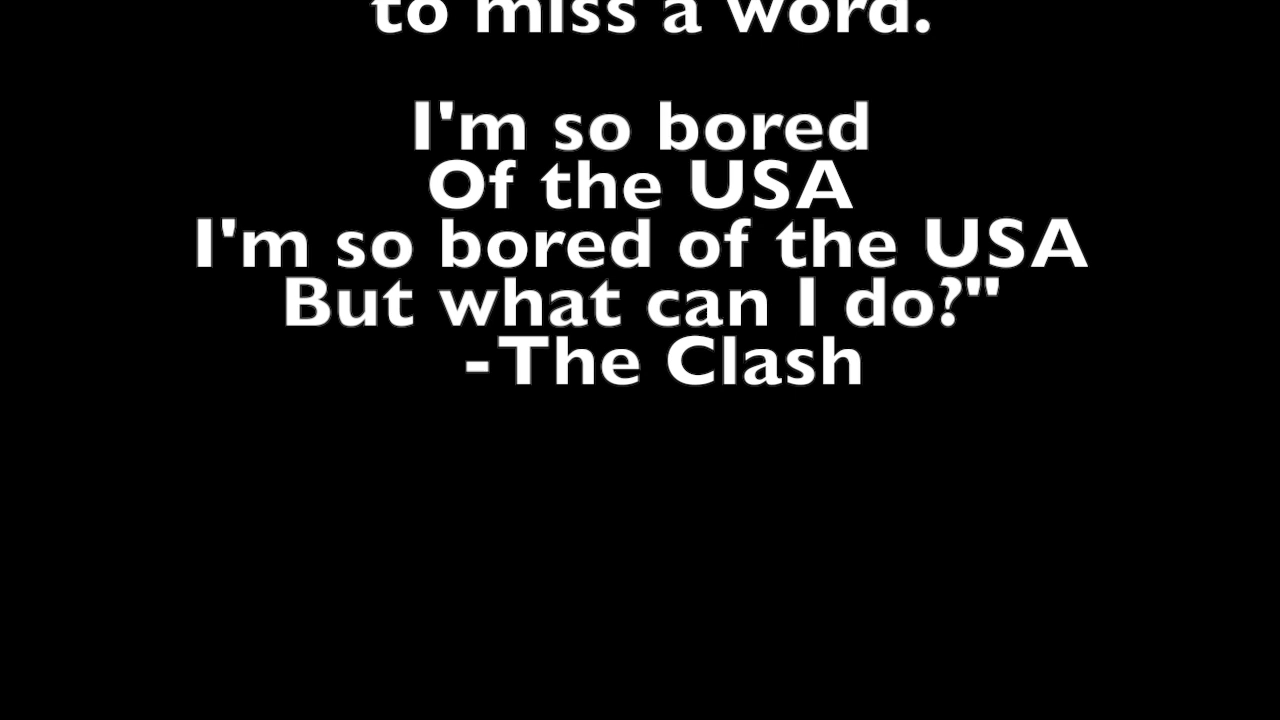 to miss a word.
I'm so bored
Of the USA
I'm so bored of the USA
But what can I do?"
-The Clash